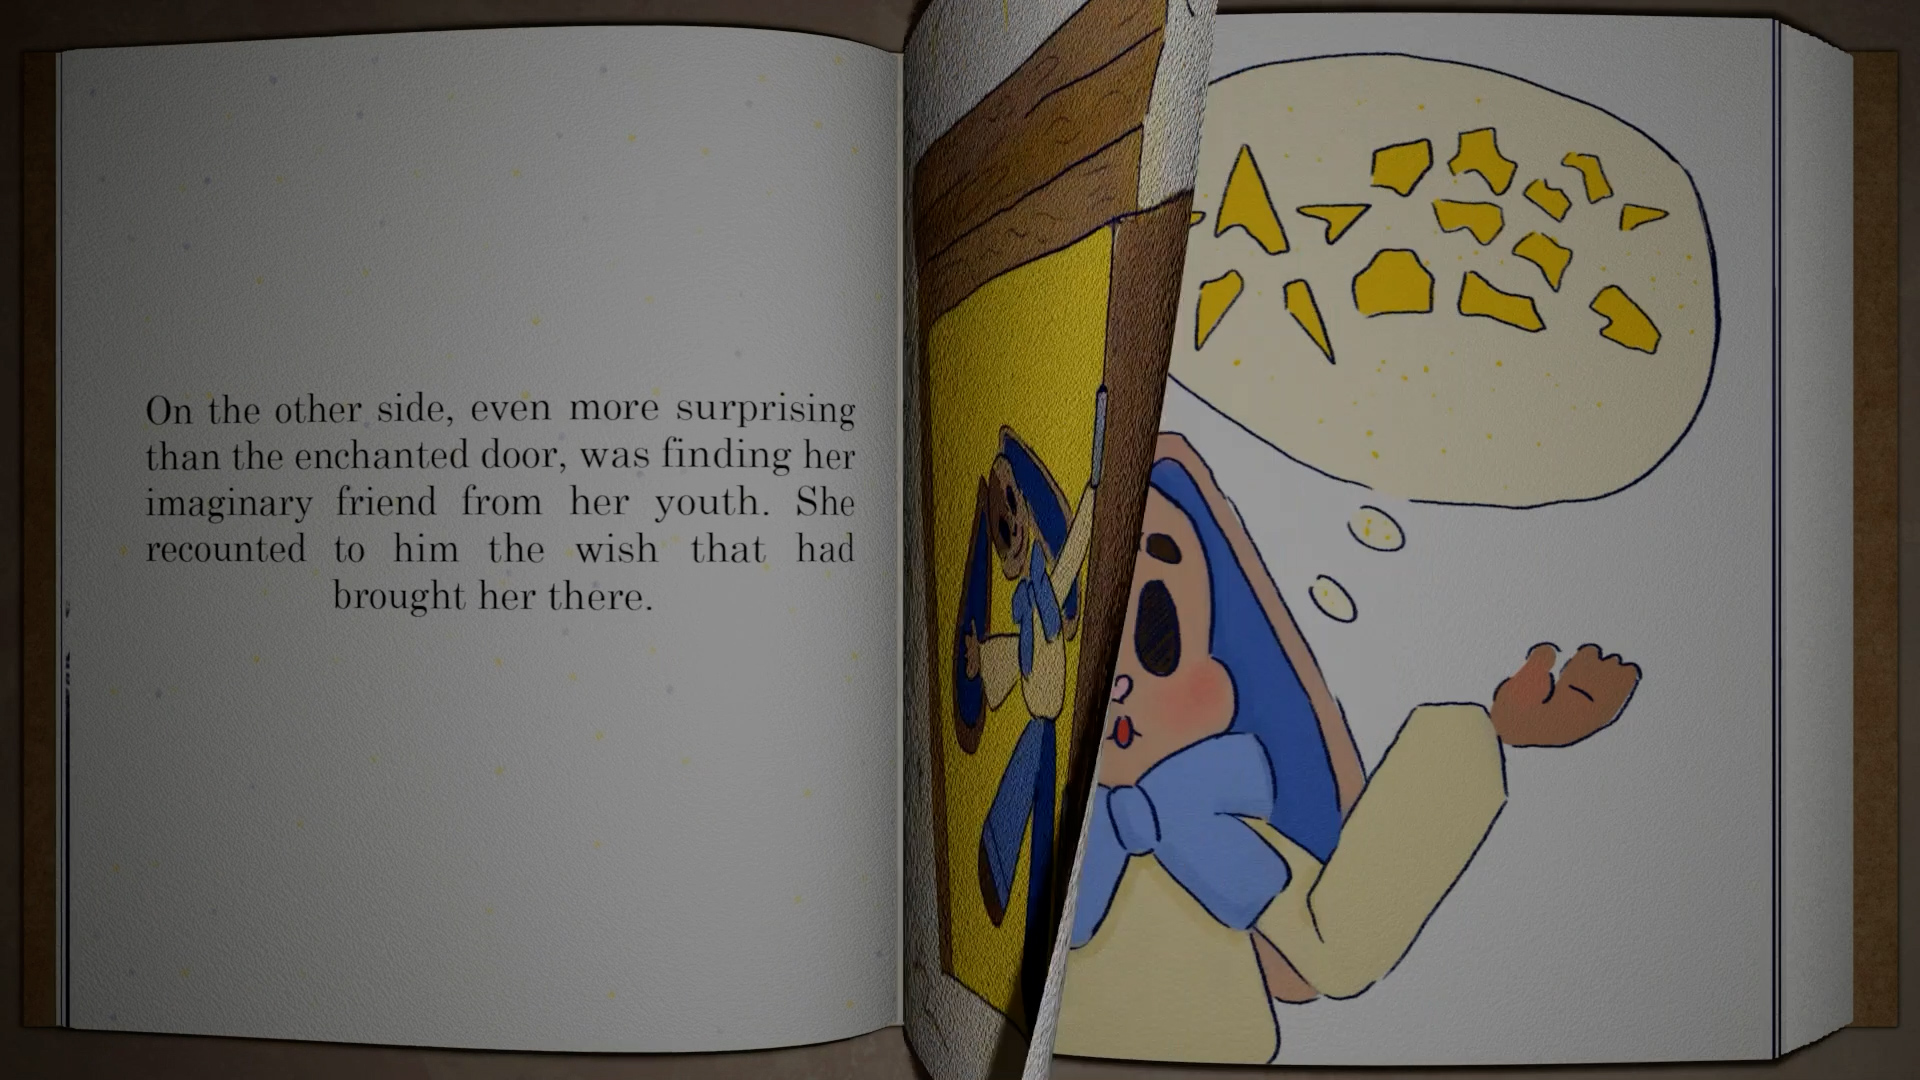 On the other side, even more surprising
than the enchanted door, was finding her
imaginary friend from her youth. She
recounted to him the wish that had
brought her there.